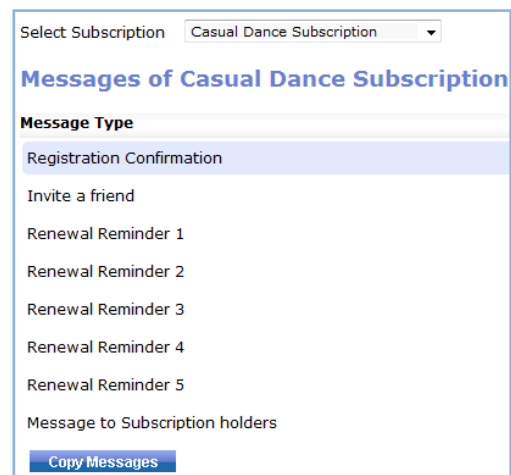 Select Subscription Casual Dance Subscription
Messages of Casual Dance Subscription
Message Type
Registration Confirmation
Invite a friend
Renewal Reminder 1
Renewal Reminder 2
Renewal Reminder 3
Renewal Reminder 4
Renewal Reminder 5
Message to Subscription holders
Copy Messages